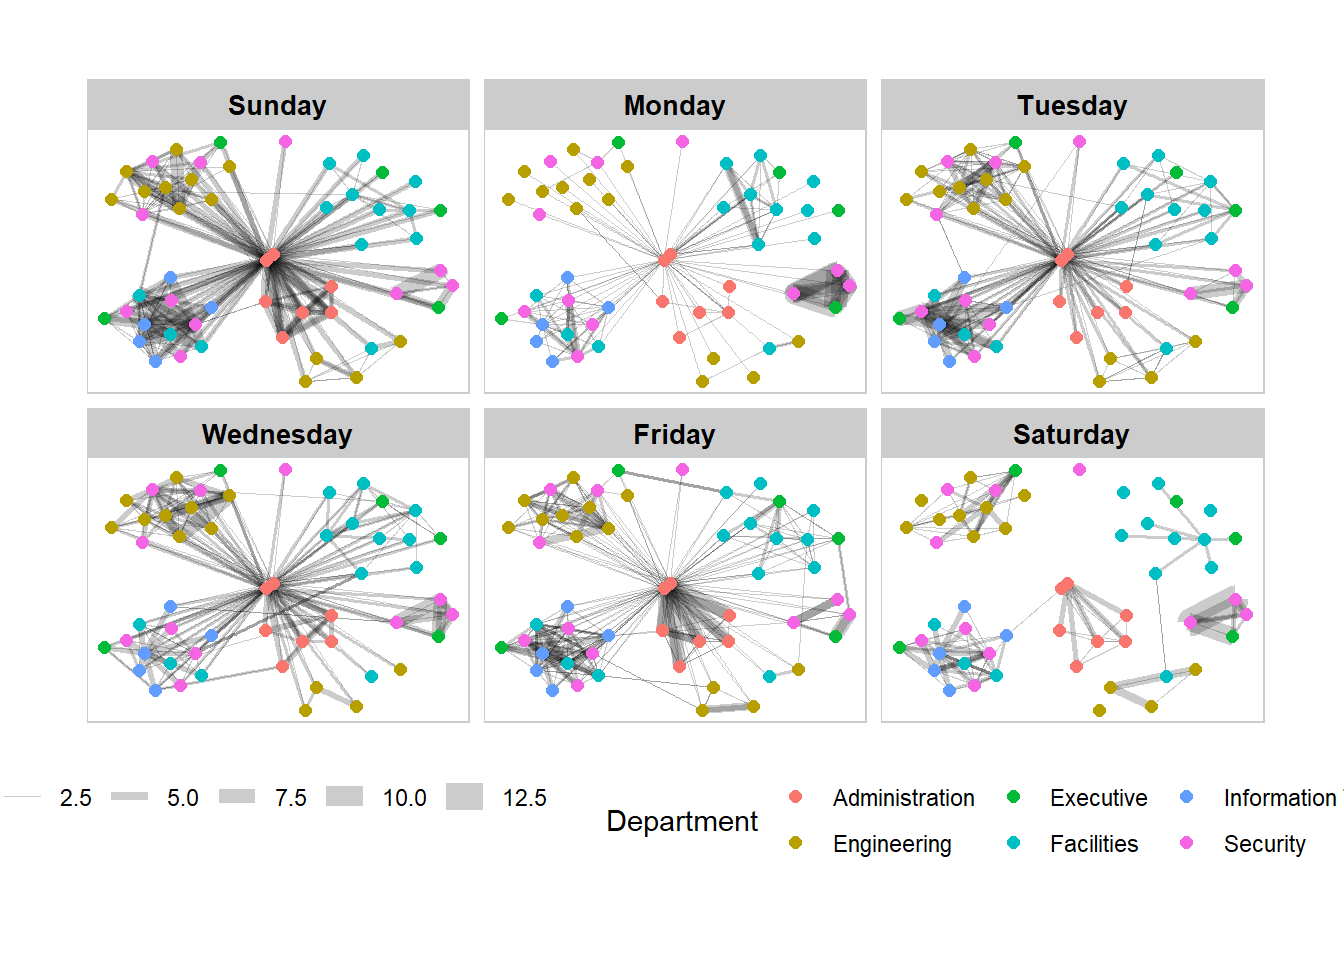 Sunday
Monday
Tuesday
Wednesday
Friday
Saturday
2.5
5.0
7.5
10.0
12.5
Department
Administration
Executive
Information
Engineering
Facilities
Security